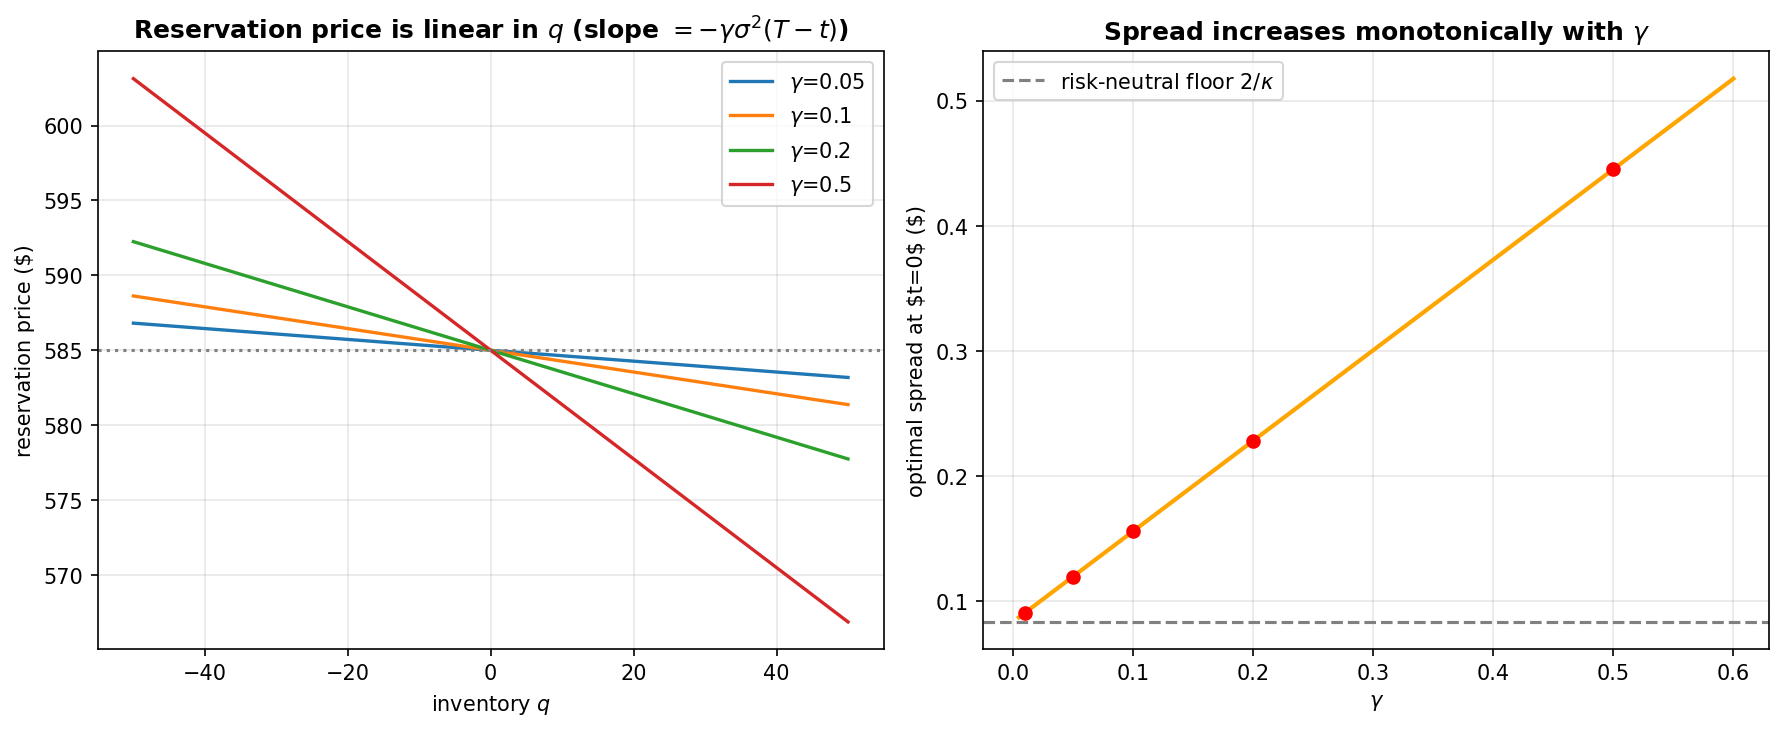 Reservation price is linear in q (slope = −γσ²(T − t))
reservation price ($)
600
595
590
585
580
575
570
−40
−20
0
20
40
inventory q
γ=0.05
γ=0.1
γ=0.2
γ=0.5
Spread increases monotonically with γ
optimal spread at $t=0$ ($)
0.5
0.4
0.3
0.2
0.1
0.0
0.1
0.2
0.3
0.4
0.5
0.6
γ
risk-neutral floor 2/κ